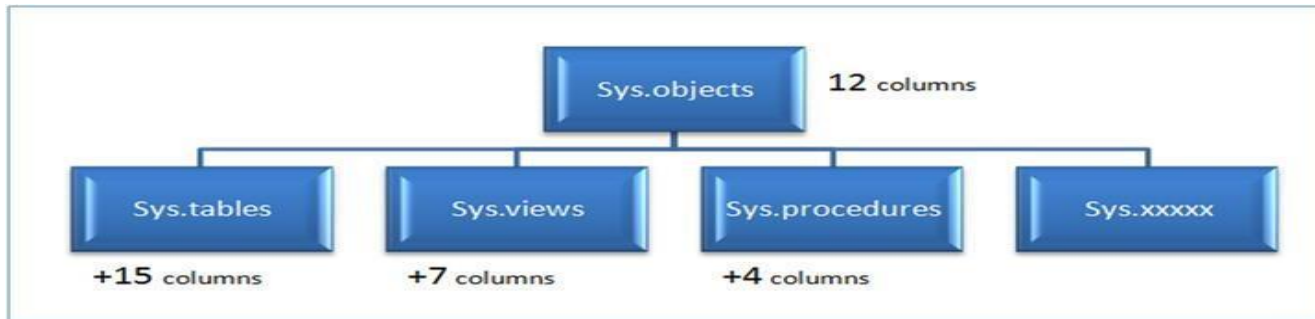 Sys.objects
12 columns
Sys.tables
Sys.views
Sys.procedures
Sys.xxxxx
+15 columns
+7 columns
+4 columns